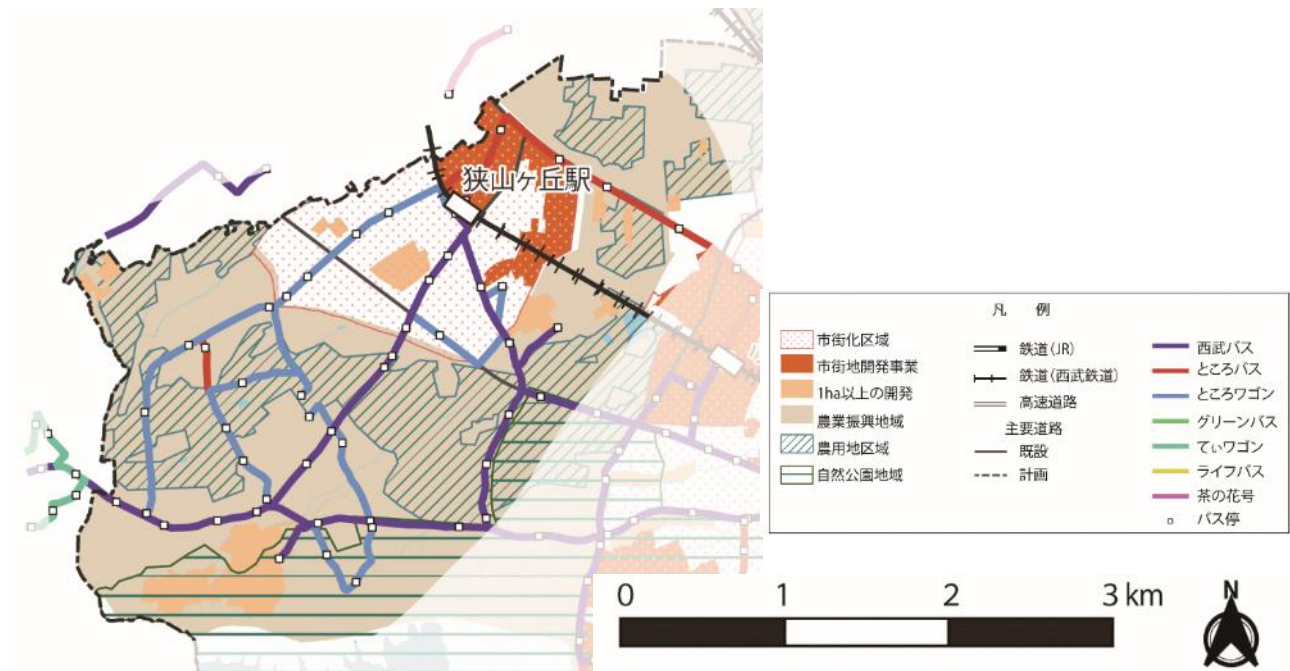 狭山ヶ丘駅
凡 例
市街化区域
市街地開発事業
1ha以上の開発
農業振興地域
農用地区域
自然公園地域
鉄道(JR)
鉄道(西武鉄道)
高速道路
主要道路
既設
計画
西武バス
ところバス
ところワゴン
グリーンバス
てぃワゴン
ライフバス
茶の花号
バス停
0 1 2 3 km
N